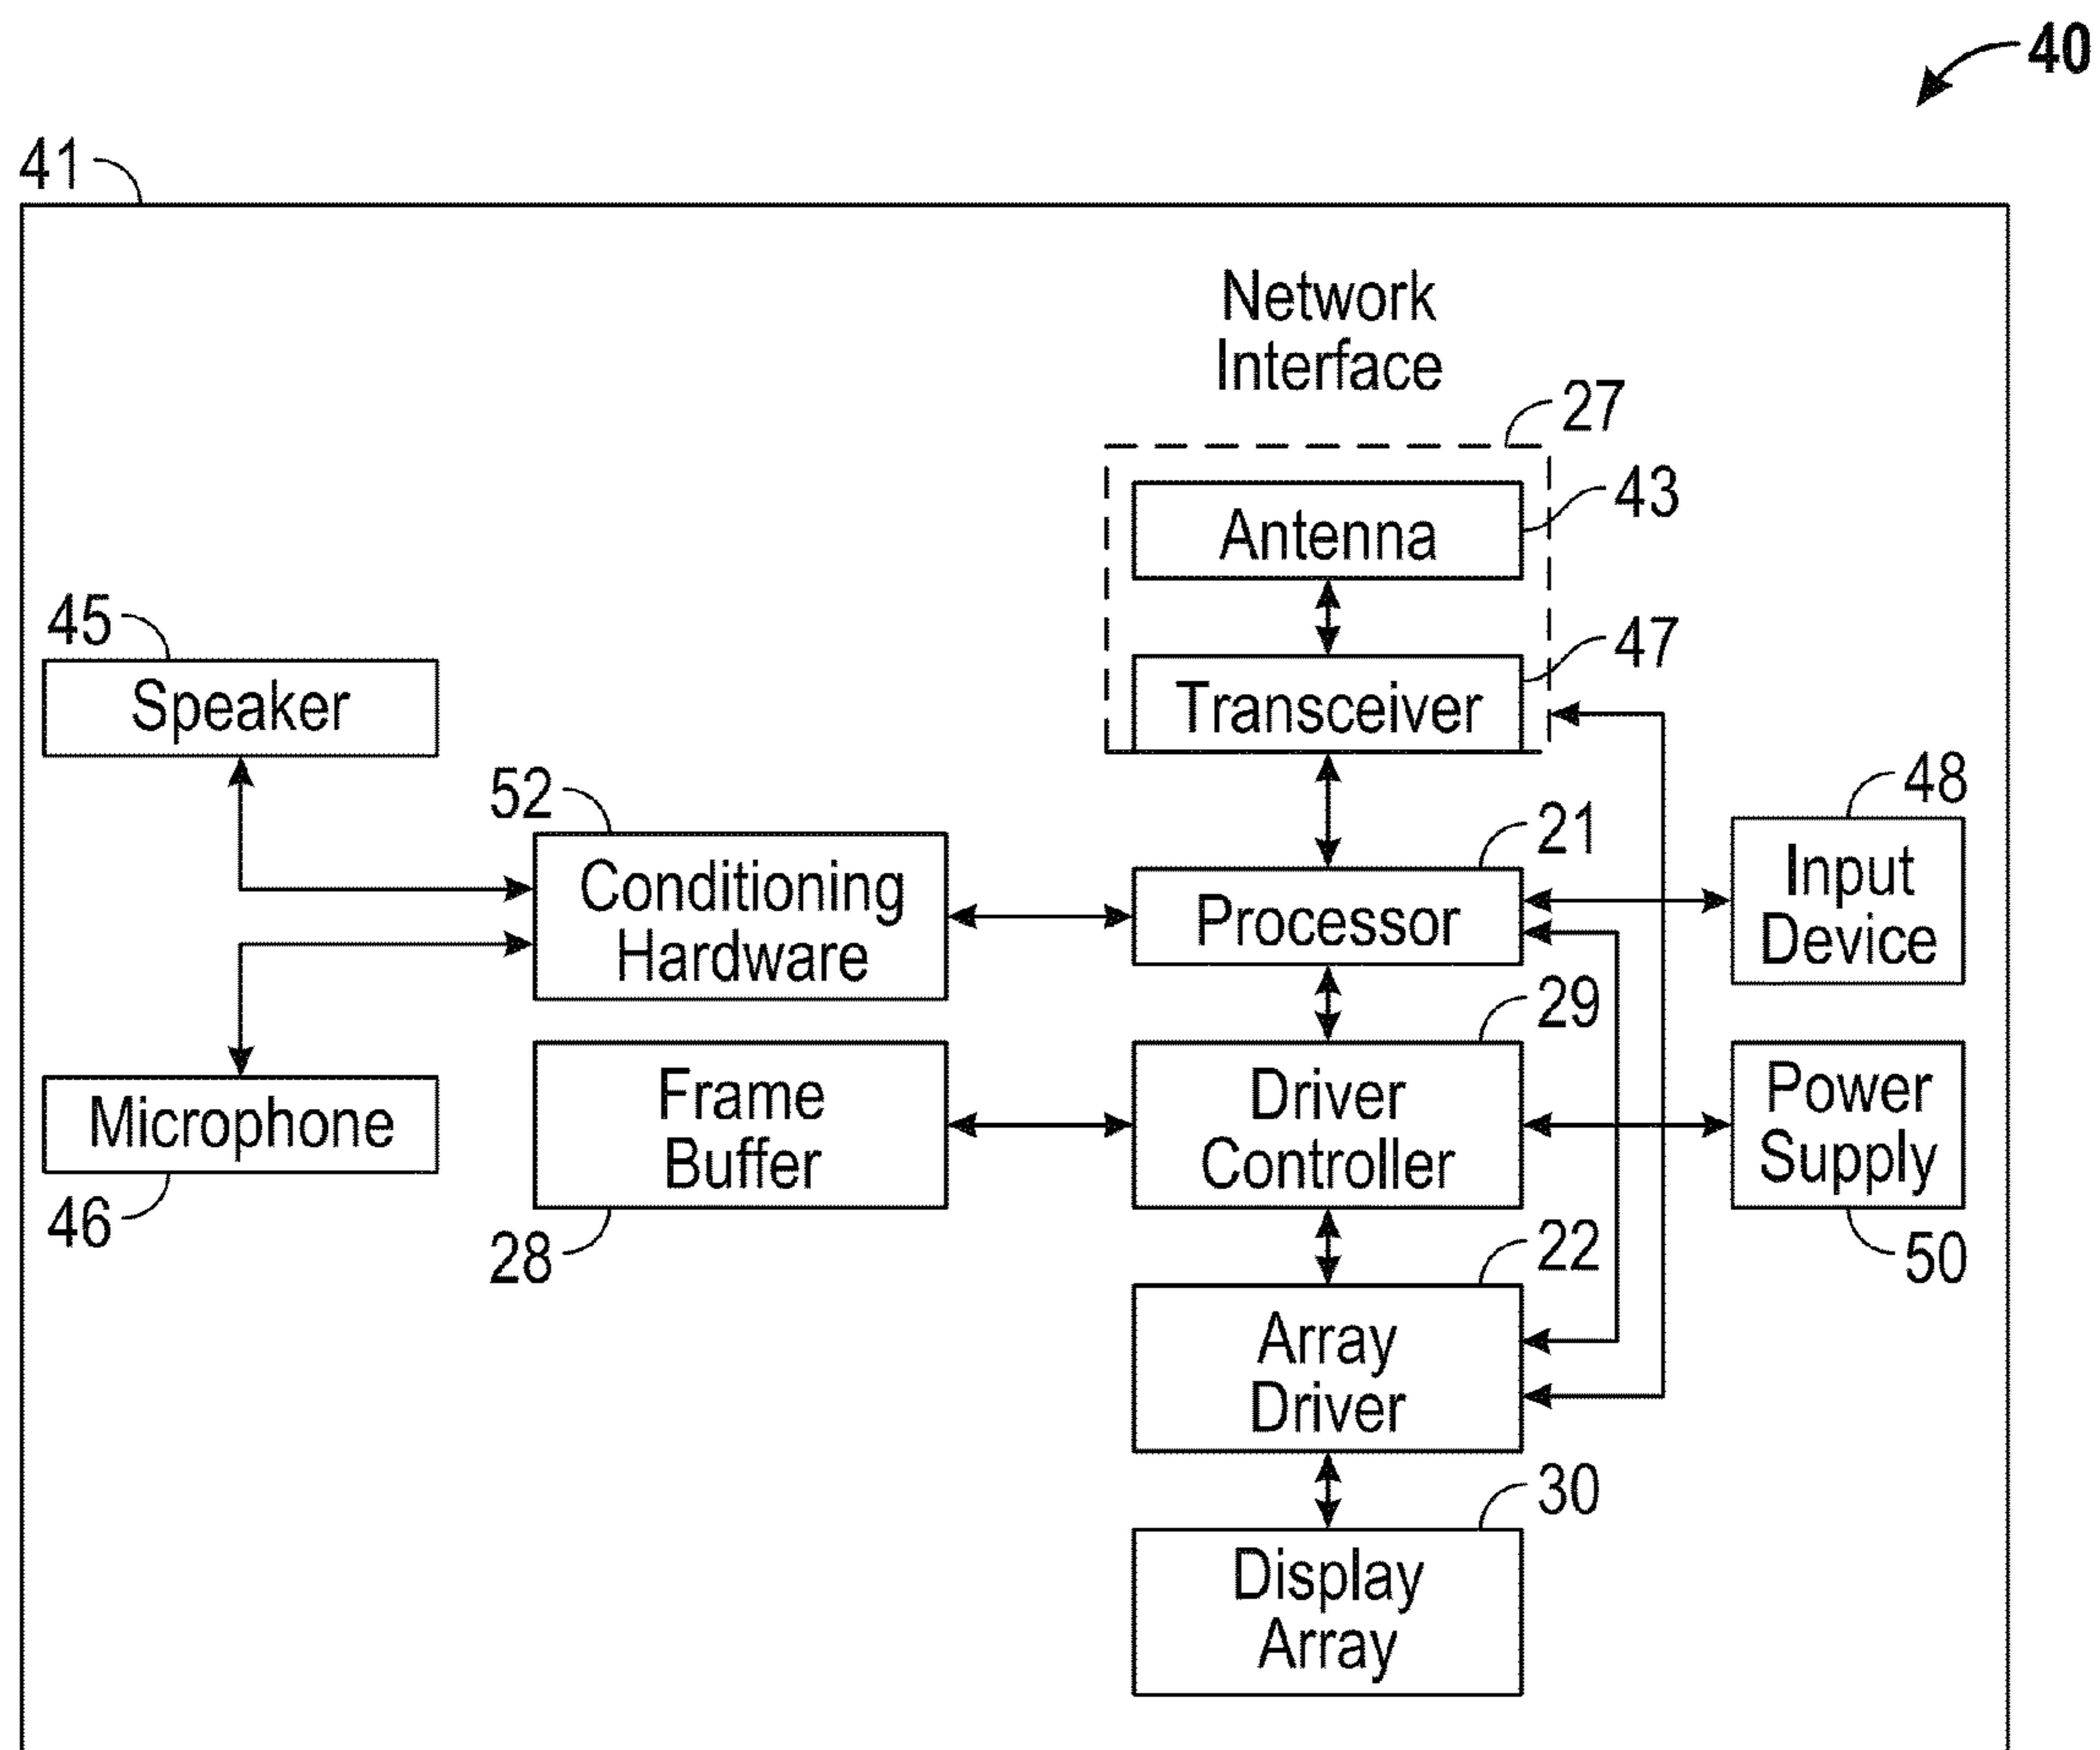 40
41
Network
Interface
27
Antenna
43
45
Speaker
Transceiver
47
52
Conditioning
Hardware
Processor
21
48
Input
Device
Microphone
46
Frame
Buffer
28
Driver
Controller
29
Power
Supply
50
Array
Driver
22
Display
Array
30